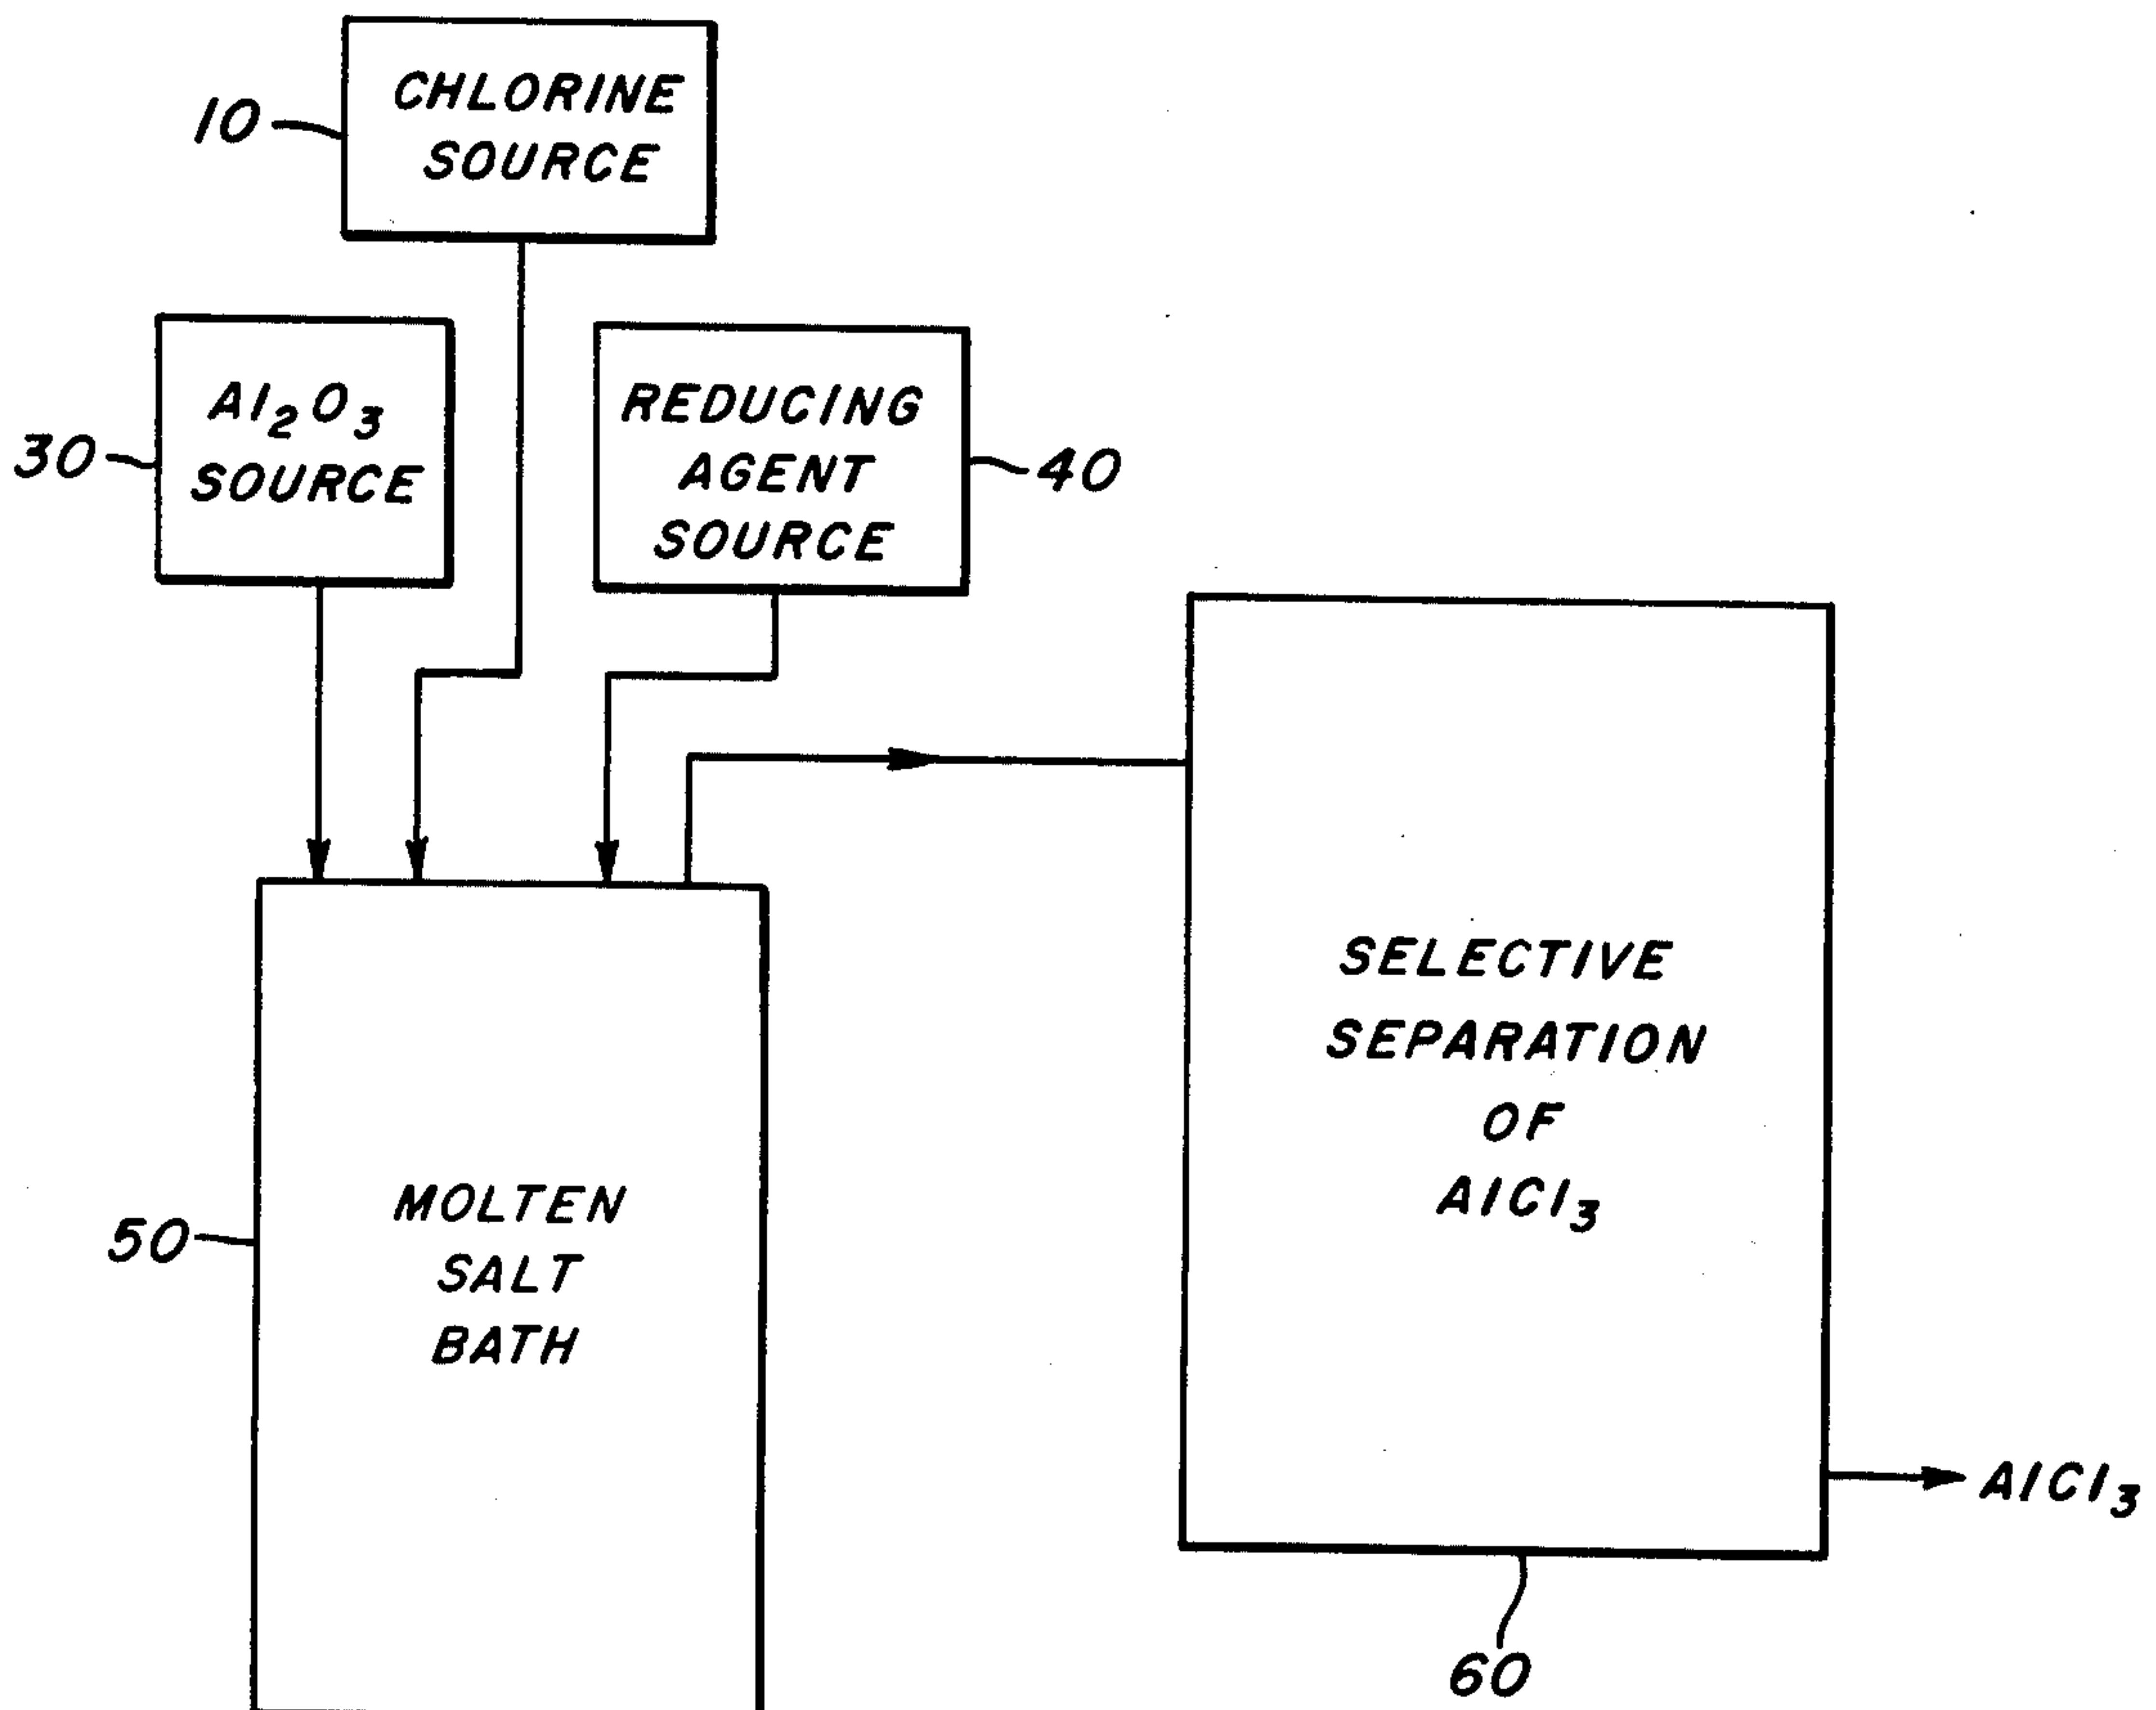 CHLORINE
SOURCE
10
Al₂O₃
SOURCE
30
REDUCING
AGENT
SOURCE
40
MOLTEN
SALT
BATH
50
SELECTIVE
SEPARATION
OF
AlCl₃
AlCl₃
60